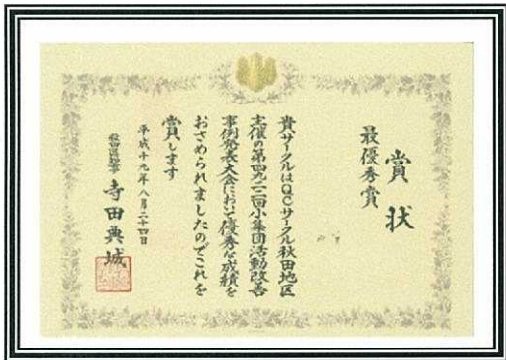 賞状
最優秀賞
貴サークルはQCサークル秋田地区
主催の第四九二二回小集団活動改善
事例発表大会において優秀な成績を
おさめられましたのでこれを
賞します
平成十九年八月二十四日
秋田県知事 寺田典城